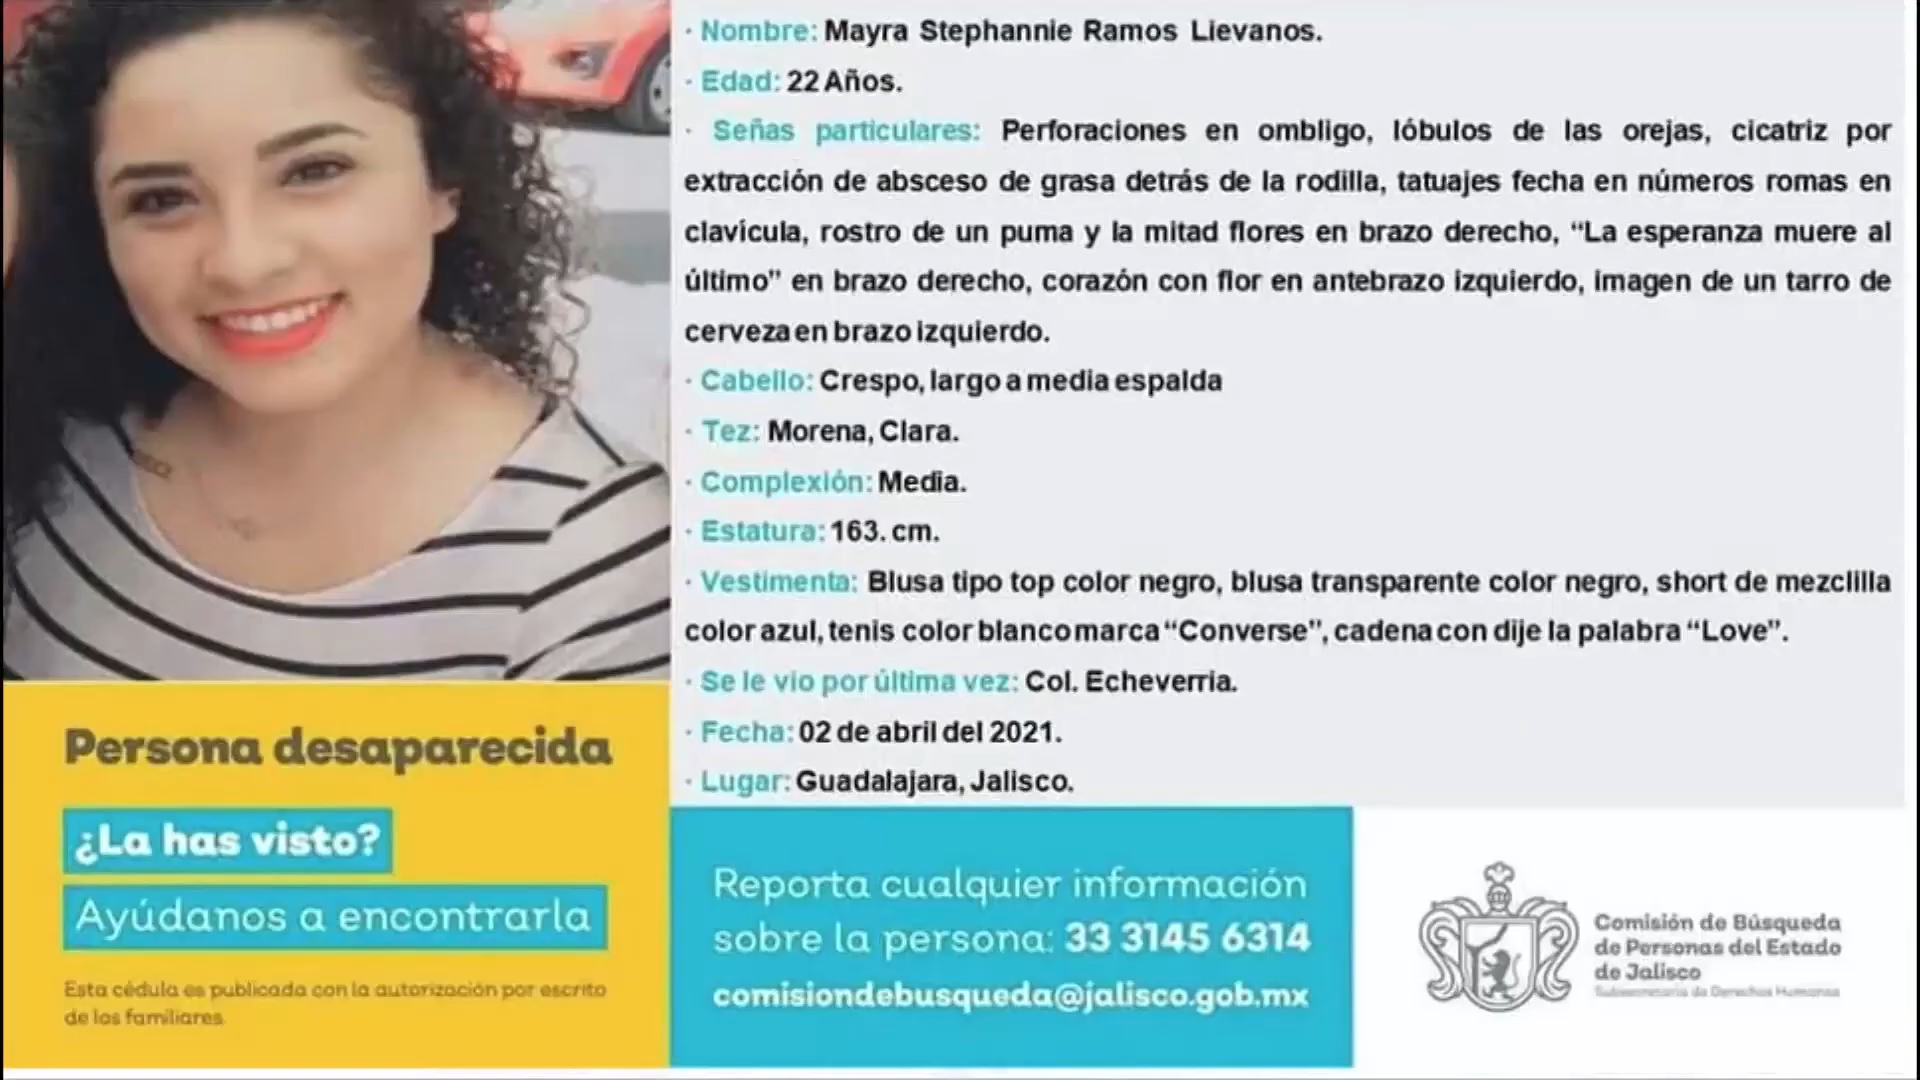 · Nombre: Mayra Stephannie Ramos Lievanos.
· Edad: 22 Años.
· Señas particulares: Perforaciones en ombligo, lóbulos de las orejas, cicatriz por
extracción de absceso de grasa detrás de la rodilla, tatuajes fecha en números romas en
clavícula, rostro de un puma y la mitad flores en brazo derecho, “La esperanza muere al
último” en brazo derecho, corazón con flor en antebrazo izquierdo, imagen de un tarro de
cerveza en brazo izquierdo.
· Cabello: Crespo, largo a media espalda
· Tez: Morena, Clara.
· Complexión: Media.
· Estatura: 163. cm.
· Vestimenta: Blusa tipo top color negro, blusa transparente color negro, short de mezclilla
color azul, tenis color blanco marca “Converse”, cadena con dije la palabra “Love”.
· Se le vio por última vez: Col. Echeverria.
· Fecha: 02 de abril del 2021.
· Lugar: Guadalajara, Jalisco.
Persona desaparecida
¿La has visto?
Ayúdanos a encontrarla
Esta cédula es publicada con la autorización por escrito
de los familiares
Reporta cualquier información
sobre la persona: 33 3145 6314
comisiondebusqueda@jalisco.gob.mx
Comisión de Búsqueda
de Personas del Estado
de Jalisco
Subsecretaría de Derechos Humanos